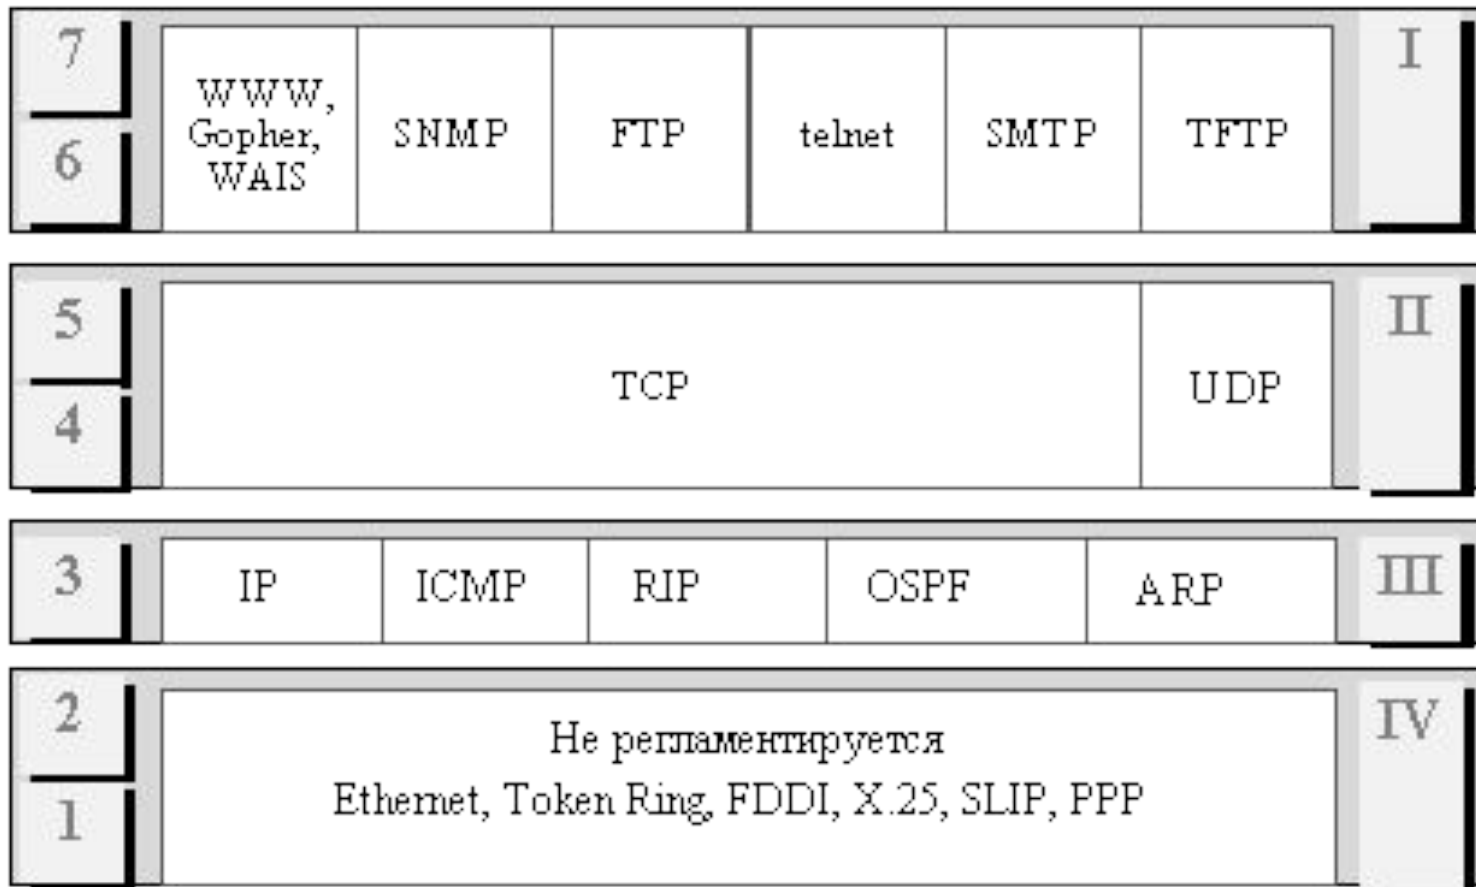 7
6
WWW,
Gopher,
WAIS
SNMP
FTP
telnet
SMTP
TFTP
I
5
4
TCP
UDP
II
3
IP
ICMP
RIP
OSPF
ARP
III
2
1
Не регламентируется
Ethernet, Token Ring, FDDI, X.25, SLIP, PPP
IV